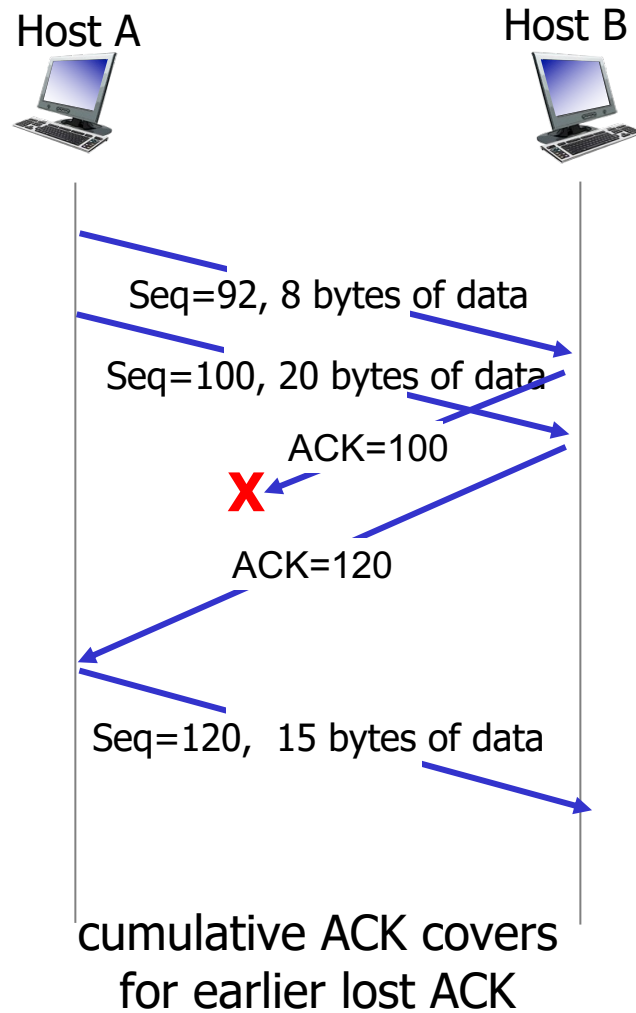 Host A
Host B
Seq=92, 8 bytes of data
Seq=100, 20 bytes of data
ACK=100
X
ACK=120
Seq=120,  15 bytes of data
cumulative ACK covers
for earlier lost ACK